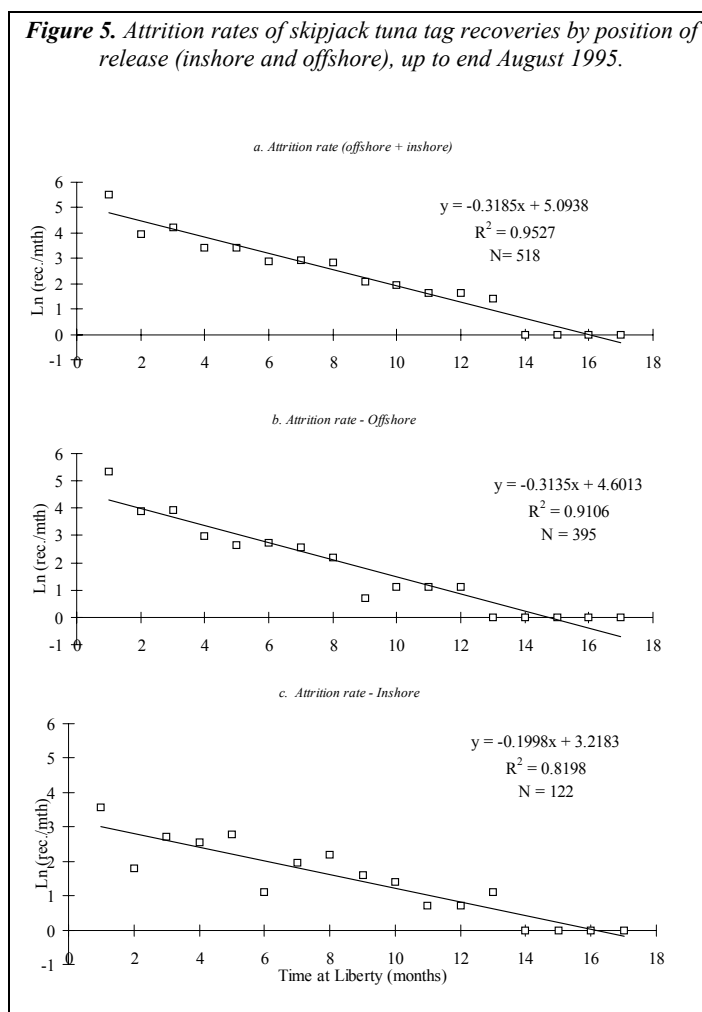 Figure 5. Attrition rates of skipjack tuna tag recoveries by position of
release (inshore and offshore), up to end August 1995.
a. Attrition rate (offshore + inshore)
Ln (rec./mth)
6
5
4
3
2
1
0
-1
0 2 4 6 8 10 12 14 16 18
y = -0.3185x + 5.0938
R² = 0.9527
N= 518
b. Attrition rate - Offshore
Ln (rec./mth)
6
5
4
3
2
1
0
-1
0 2 4 6 8 10 12 14 16 18
y = -0.3135x + 4.6013
R² = 0.9106
N = 395
c. Attrition rate - Inshore
Ln (rec./mth)
6
5
4
3
2
1
0
-1
0 2 4 6 8 10 12 14 16 18
y = -0.1998x + 3.2183
R² = 0.8198
N = 122
Time at Liberty (months)